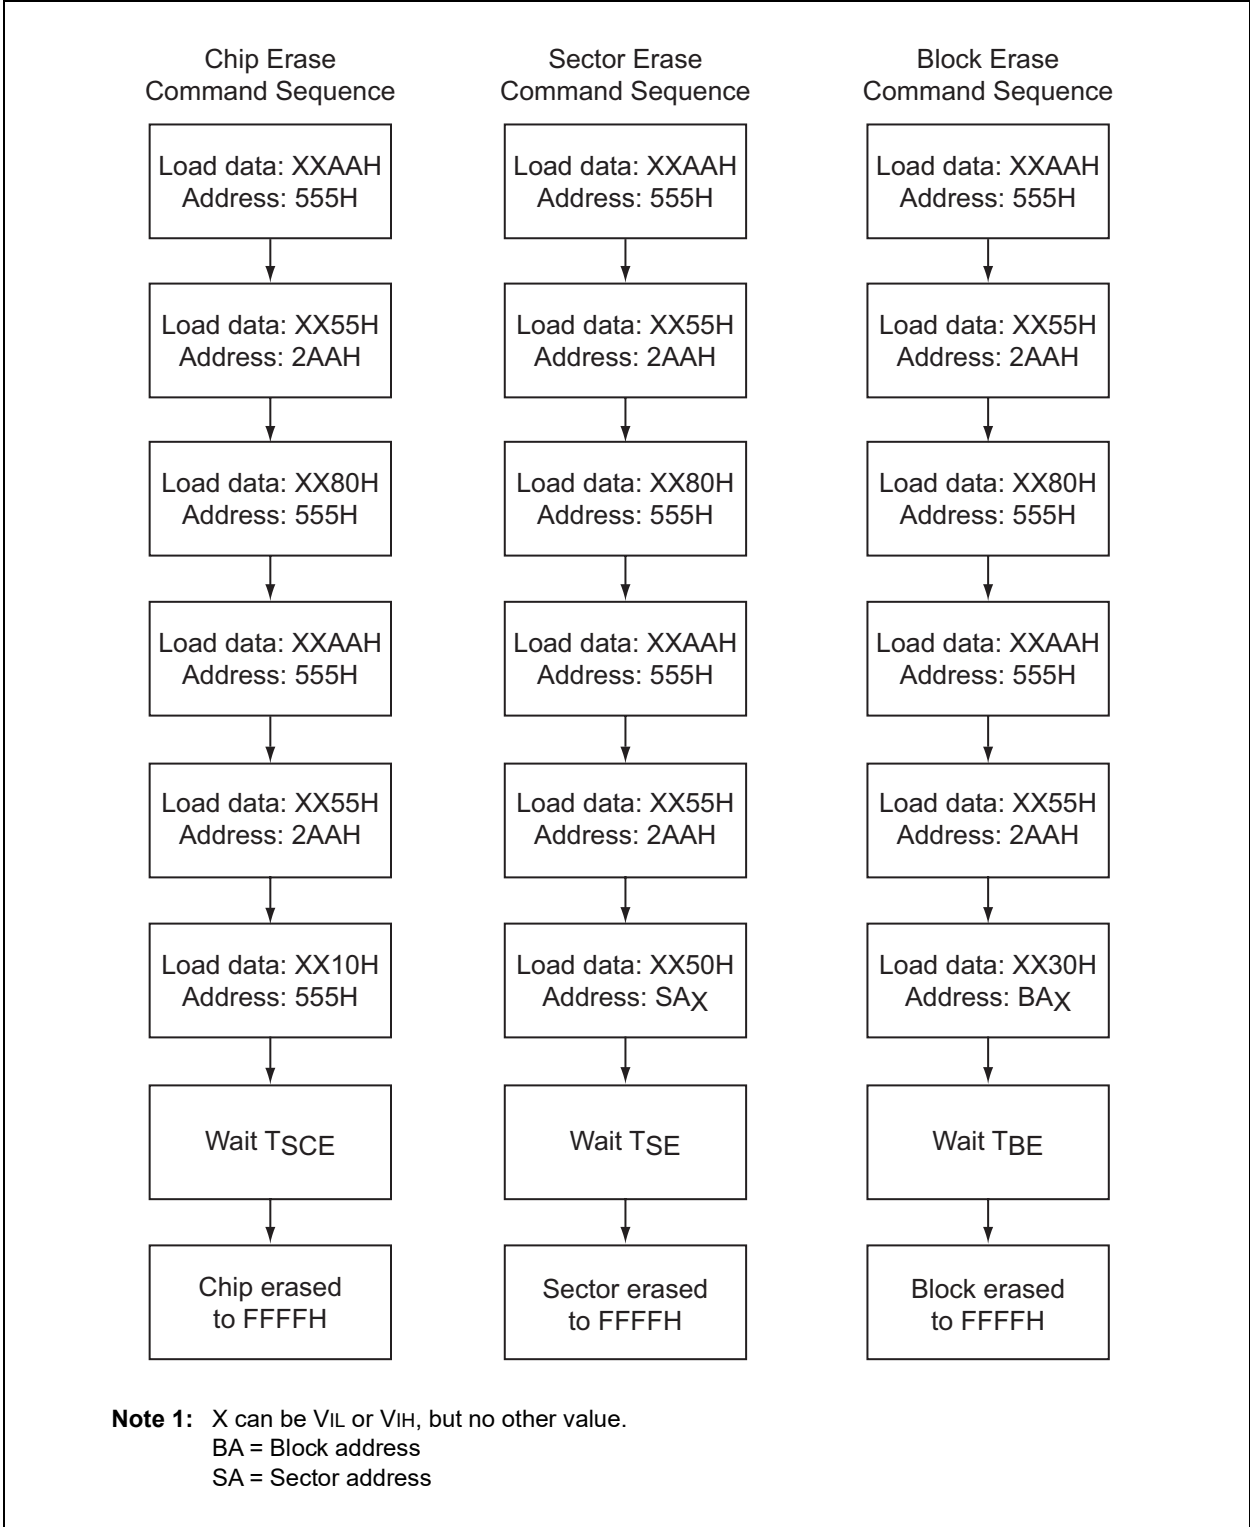 Chip Erase
Command Sequence
Load data: XXAAH
Address: 555H
Load data: XX55H
Address: 2AAH
Load data: XX80H
Address: 555H
Load data: XXAAH
Address: 555H
Load data: XX55H
Address: 2AAH
Load data: XX10H
Address: 555H
Wait TSCE
Chip erased
to FFFFH
Sector Erase
Command Sequence
Load data: XXAAH
Address: 555H
Load data: XX55H
Address: 2AAH
Load data: XX80H
Address: 555H
Load data: XXAAH
Address: 555H
Load data: XX55H
Address: 2AAH
Load data: XX50H
Address: SAX
Wait TSE
Sector erased
to FFFFH
Block Erase
Command Sequence
Load data: XXAAH
Address: 555H
Load data: XX55H
Address: 2AAH
Load data: XX80H
Address: 555H
Load data: XXAAH
Address: 555H
Load data: XX55H
Address: 2AAH
Load data: XX30H
Address: BAX
Wait TBE
Block erased
to FFFFH
Note 1: X can be VIL or VIH, but no other value.
BA = Block address
SA = Sector address